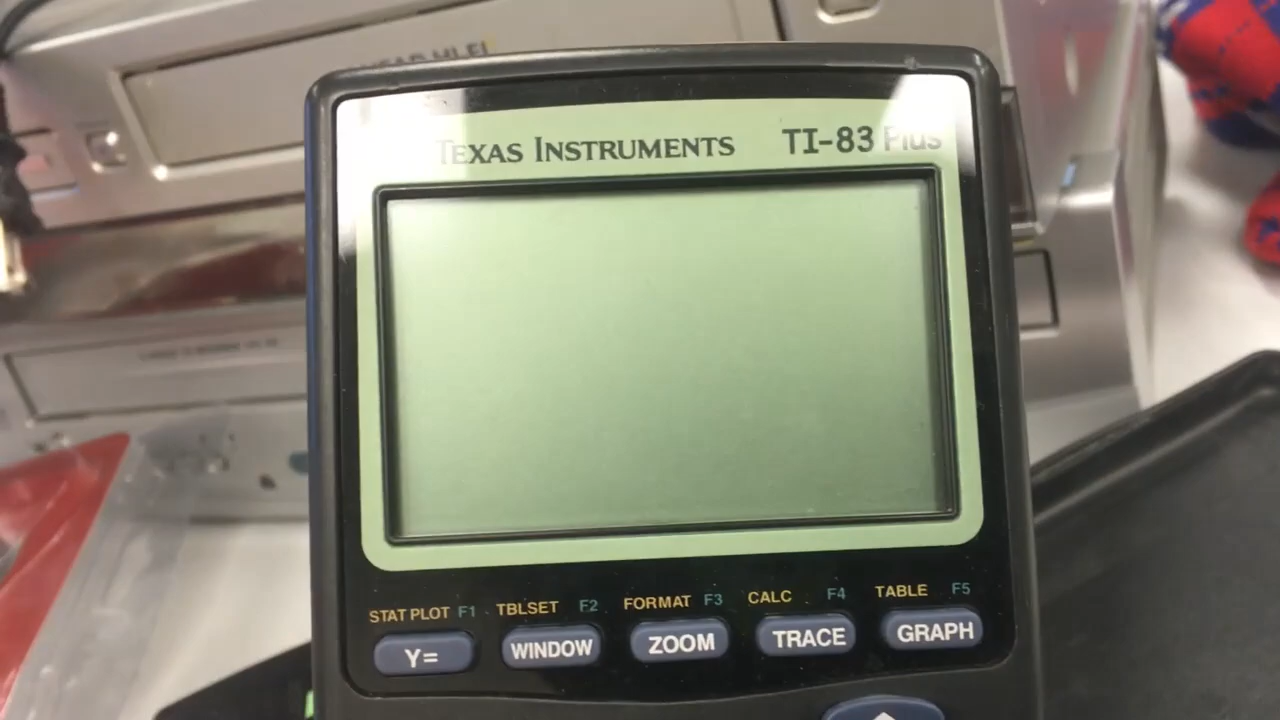 TEXAS INSTRUMENTS TI-83 Plus
STAT PLOT F1 TBLSET F2 FORMAT F3 CALC F4 TABLE F5
Y= WINDOW ZOOM TRACE GRAPH